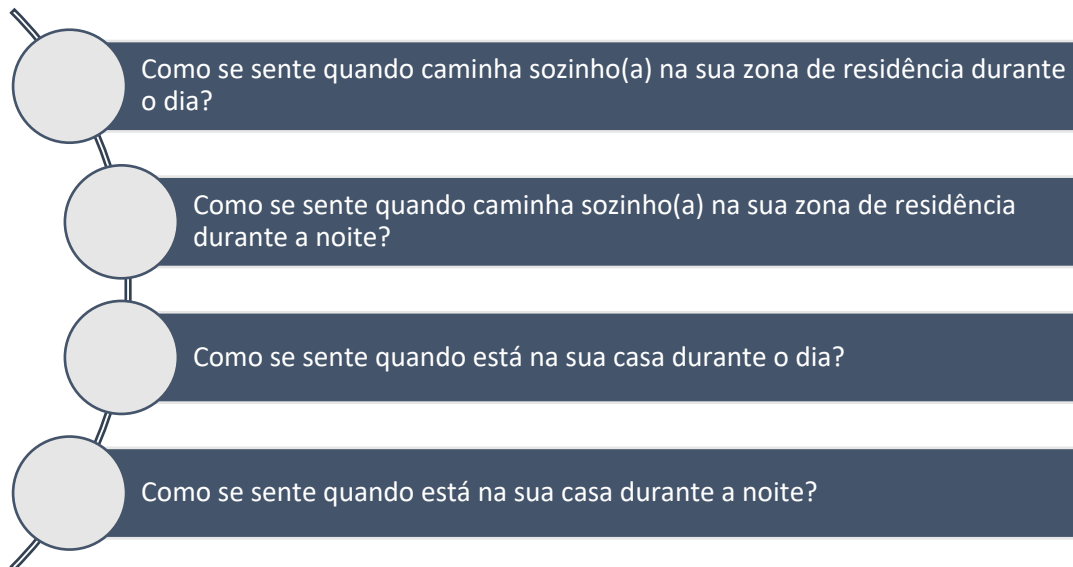 Como se sente quando caminha sozinho(a) na sua zona de residência durante
o dia?
Como se sente quando caminha sozinho(a) na sua zona de residência
durante a noite?
Como se sente quando está na sua casa durante o dia?
Como se sente quando está na sua casa durante a noite?